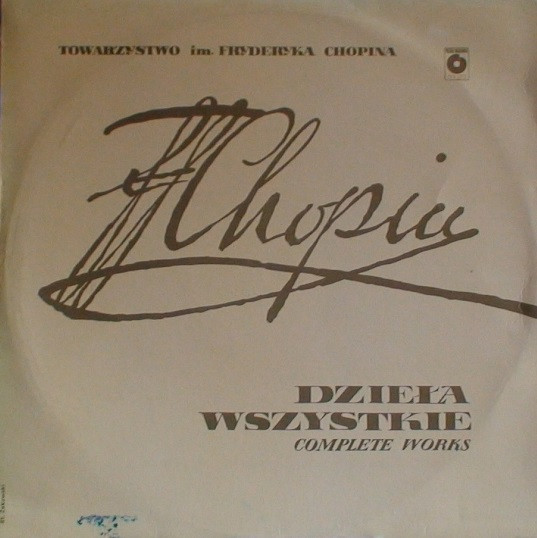 TOWARZYSTWO im. FRYDERYKA CHOPINA
FChopin
DZIEŁA
WSZYSTKIE
COMPLETE WORKS